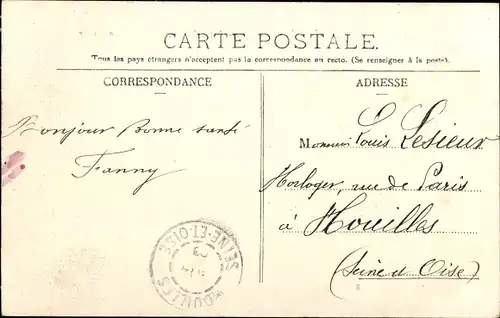 CARTE POSTALE.
Tous les pays étrangers n'acceptent pas la correspondance au recto. (Se renseigner à la poste).
CORRESPONDANCE
Bonjour Bonne santé
Fanny
ADRESSE
Monsieur Louis Lesieur
Horloger, rue de Paris
à Houilles
(Seine et Oise)
HOUILLES
SEINE-ET-OISE